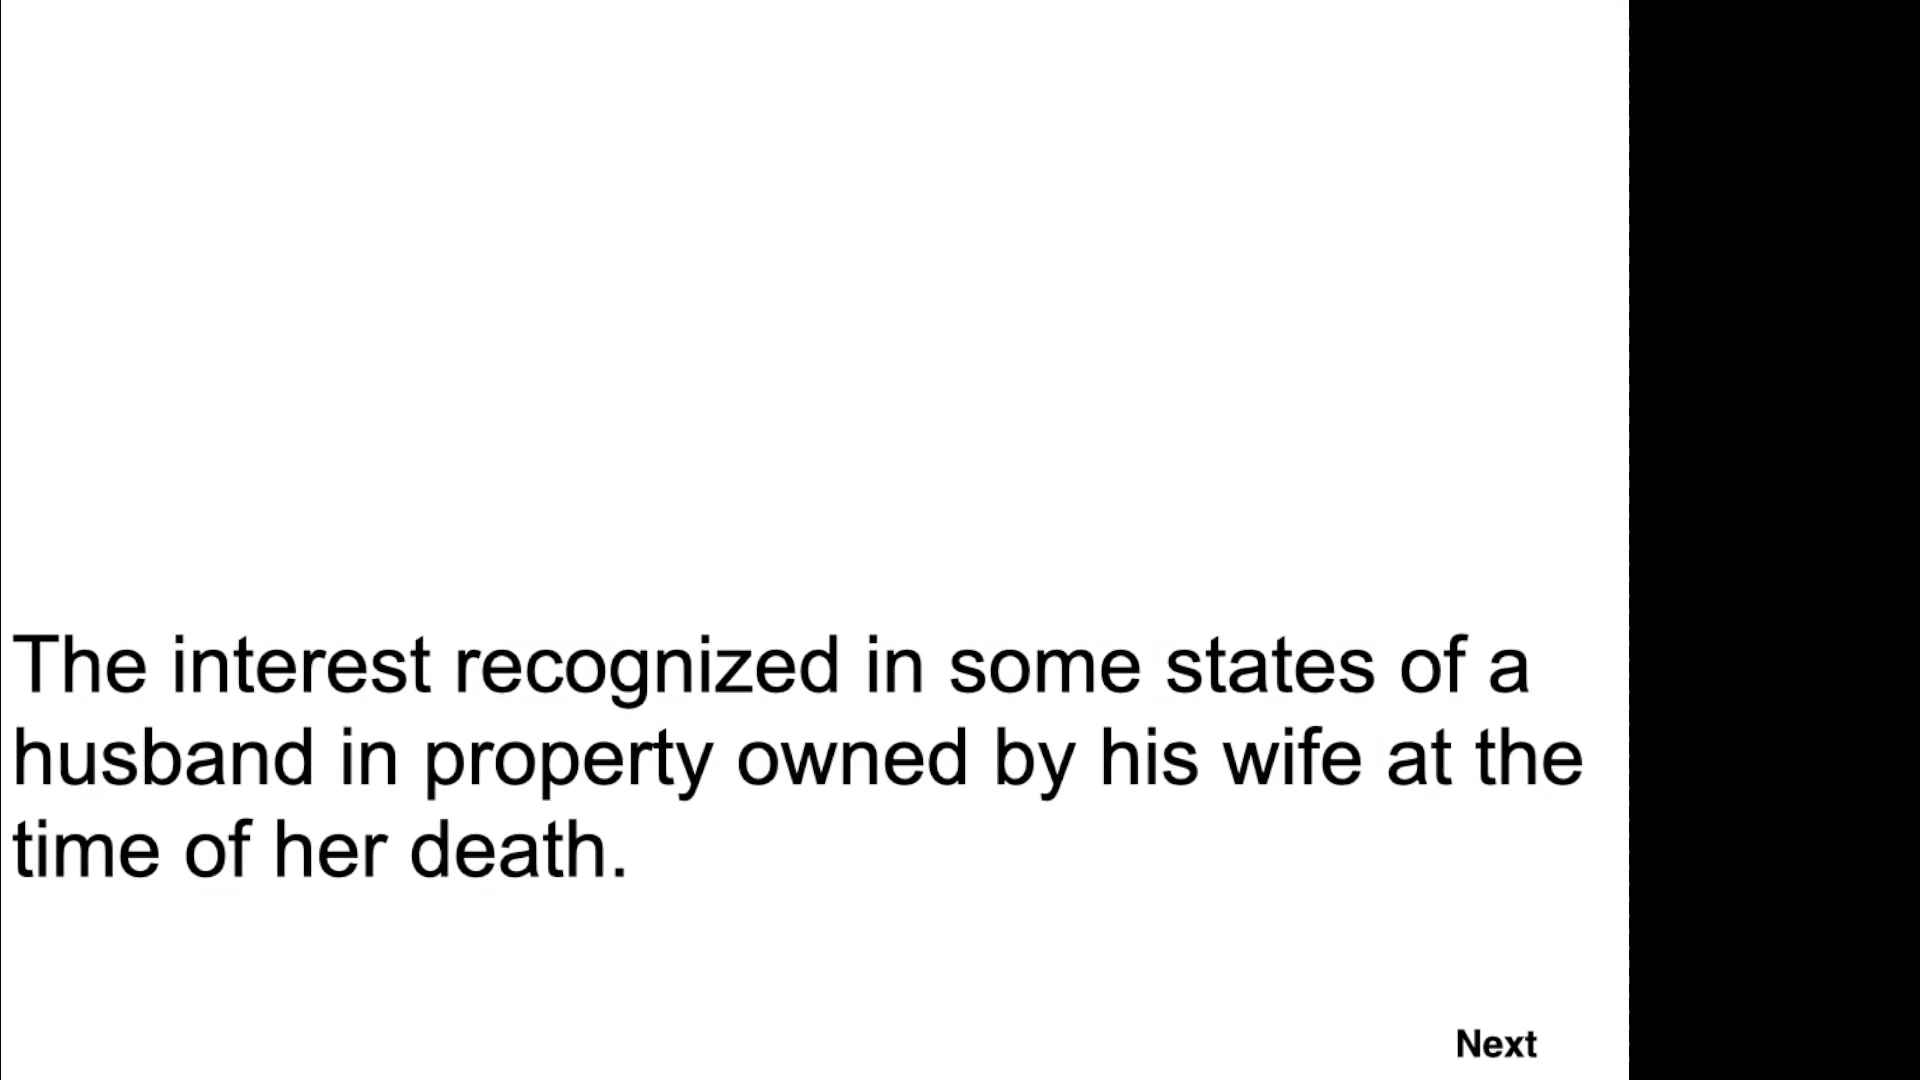 The interest recognized in some states of a
husband in property owned by his wife at the
time of her death.
Next